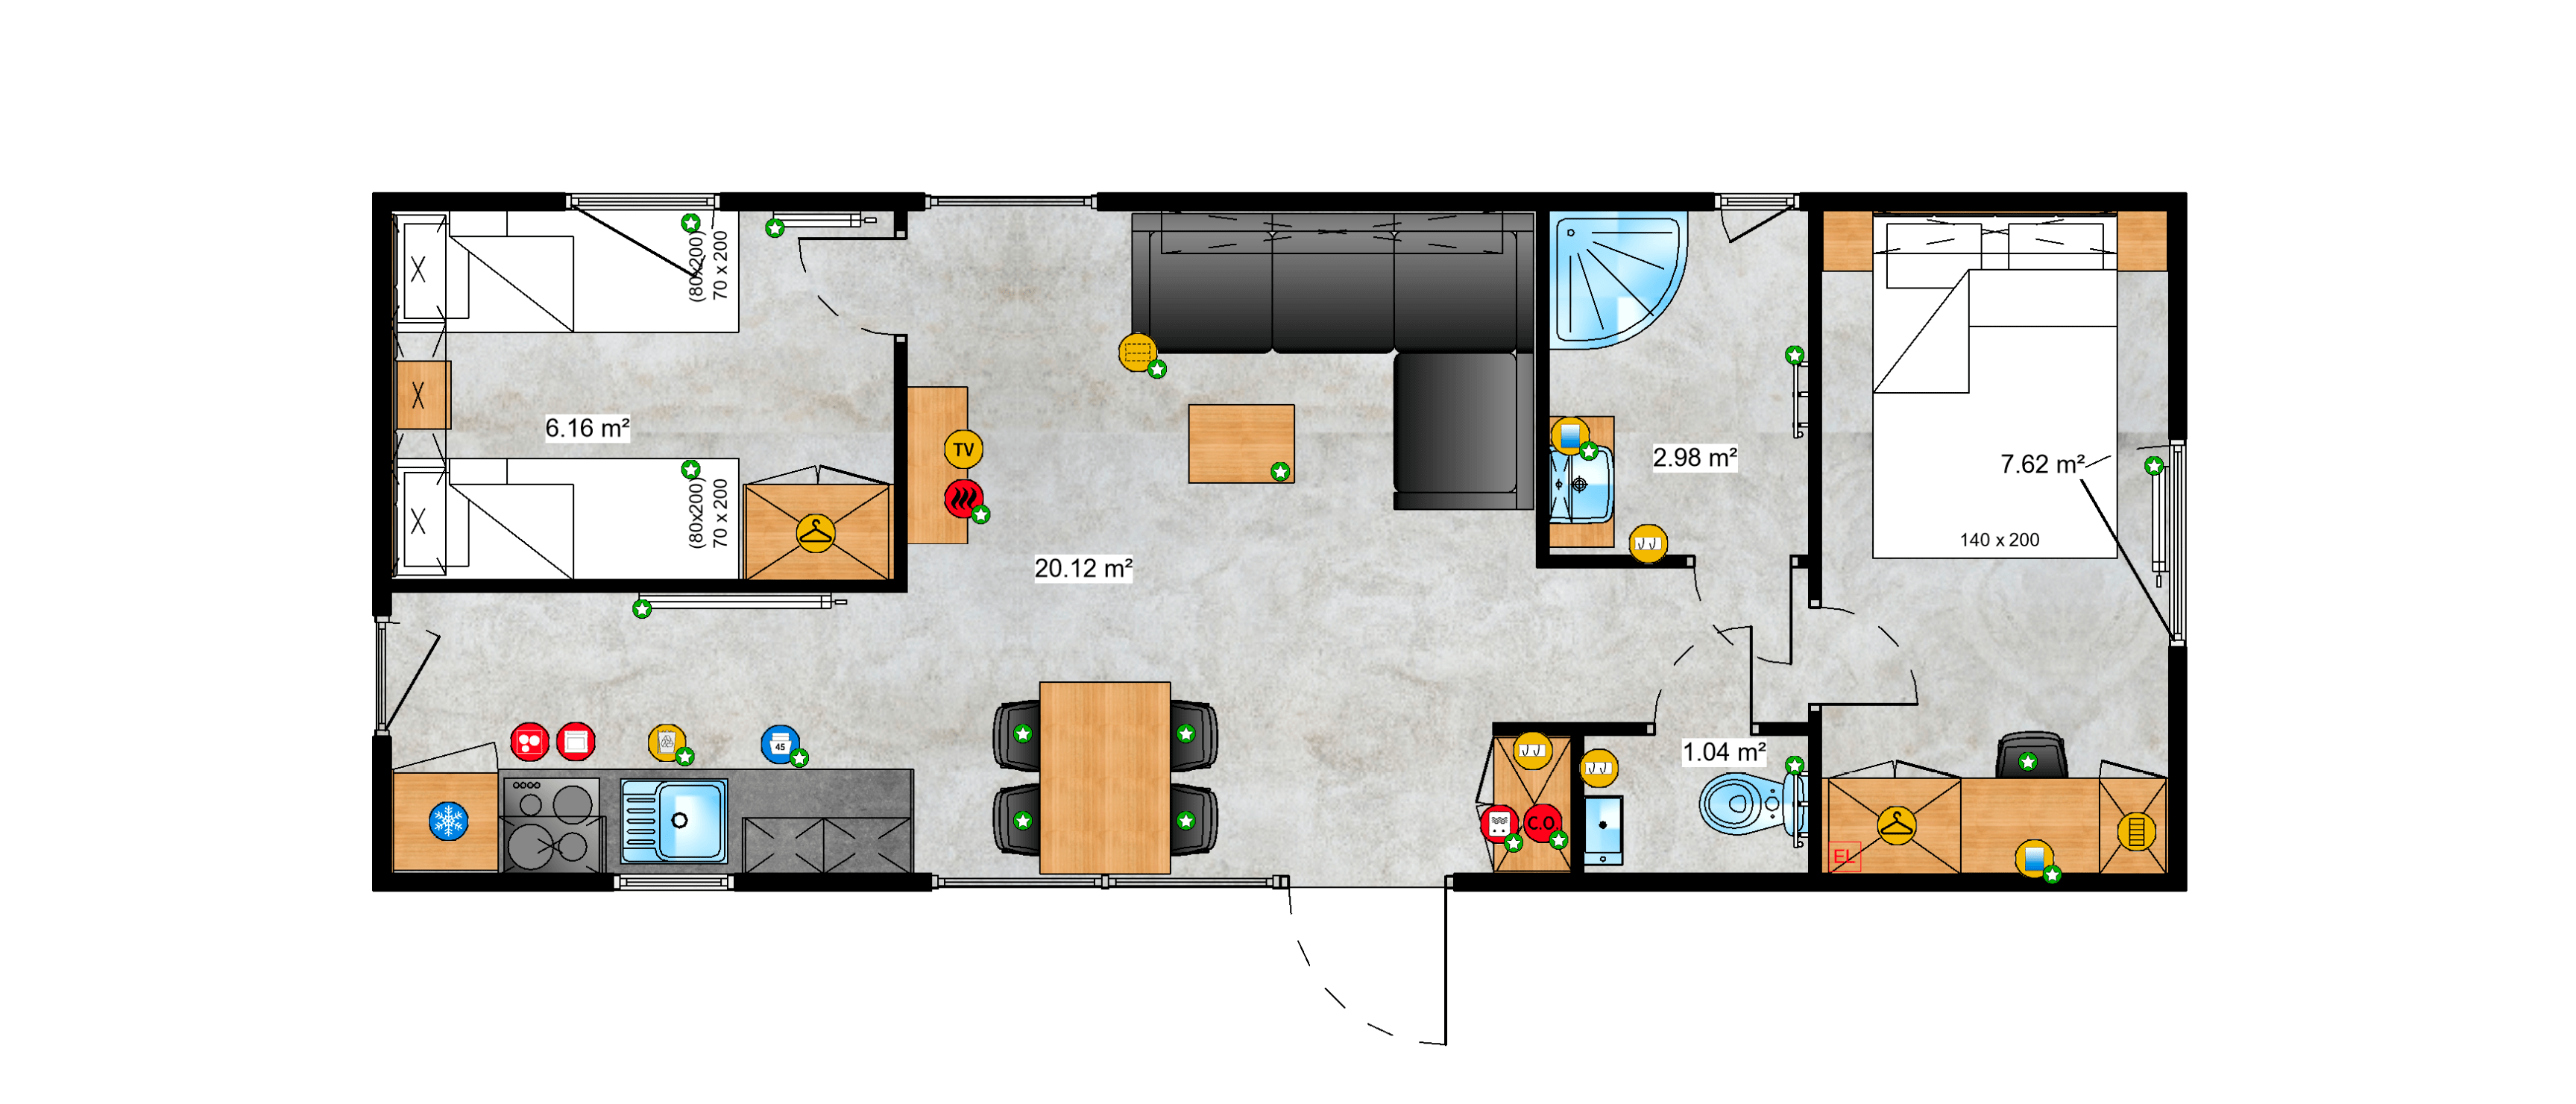 (80x200)
70 x 200
6.16 m²
(80x200)
70 x 200
TV
20.12 m²
2.98 m²
7.62 m²
140 x 200
45
C.O
1.04 m²
EL